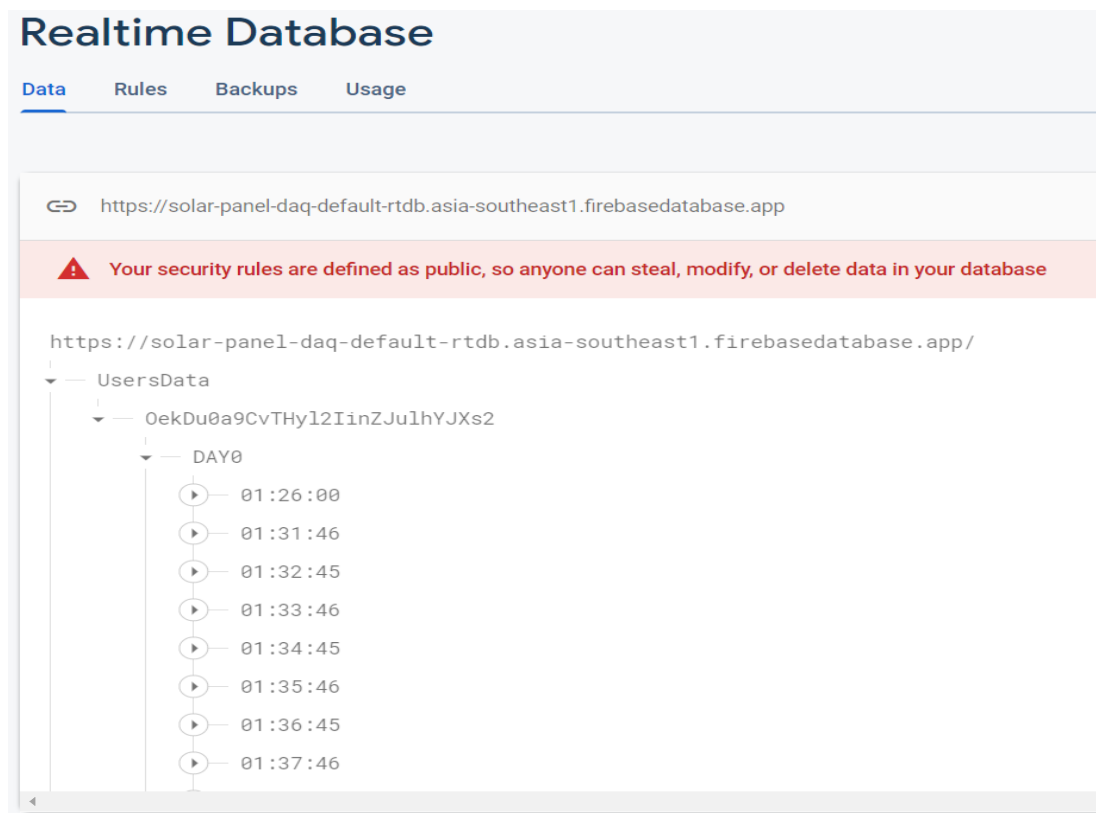 Realtime Database
Data Rules Backups Usage
https://solar-panel-daq-default-rtdb.asia-southeast1.firebasedatabase.app
Your security rules are defined as public, so anyone can steal, modify, or delete data in your database
https://solar-panel-daq-default-rtdb.asia-southeast1.firebasedatabase.app/
UsersData
OekDu0a9CvTHyl2IinZJulhYJXs2
DAY0
01:26:00
01:31:46
01:32:45
01:33:46
01:34:45
01:35:46
01:36:45
01:37:46